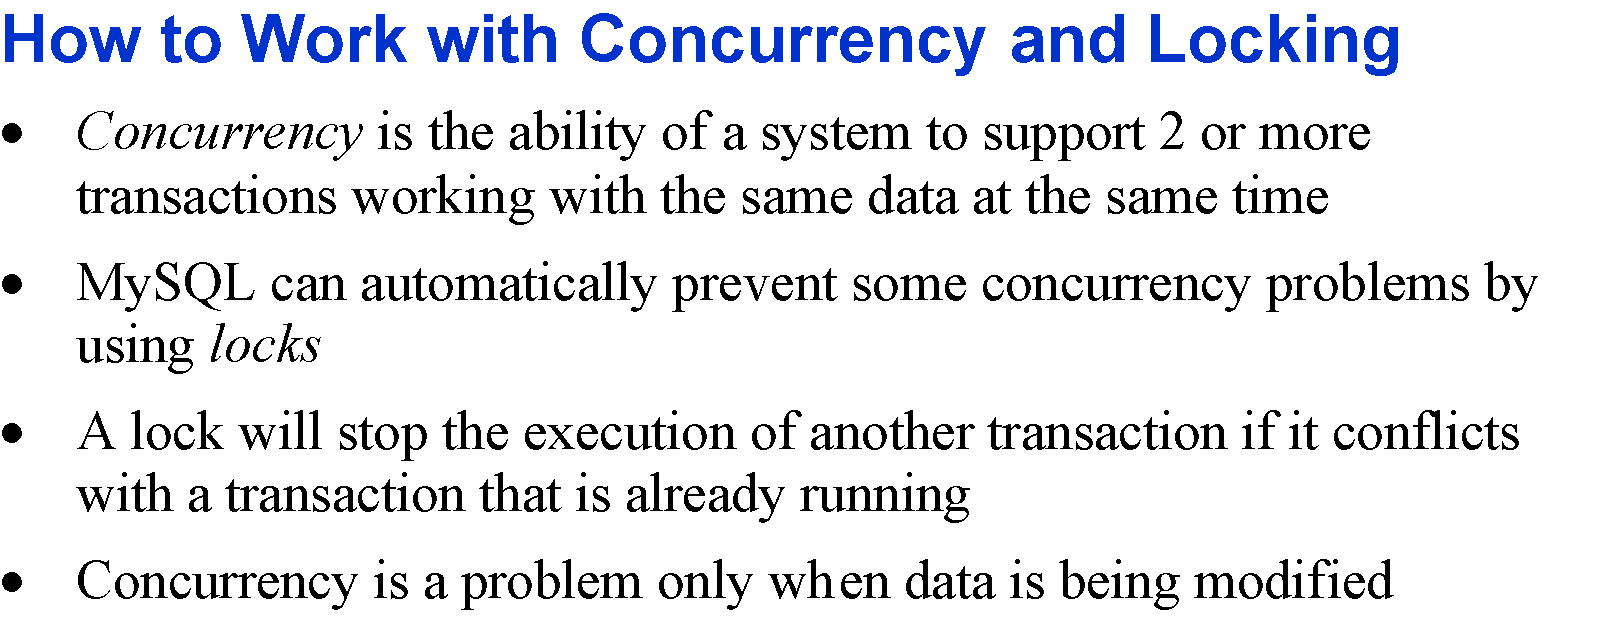 How to Work with Concurrency and Locking
• Concurrency is the ability of a system to support 2 or more
transactions working with the same data at the same time
• MySQL can automatically prevent some concurrency problems by
using locks
• A lock will stop the execution of another transaction if it conflicts
with a transaction that is already running
• Concurrency is a problem only when data is being modified